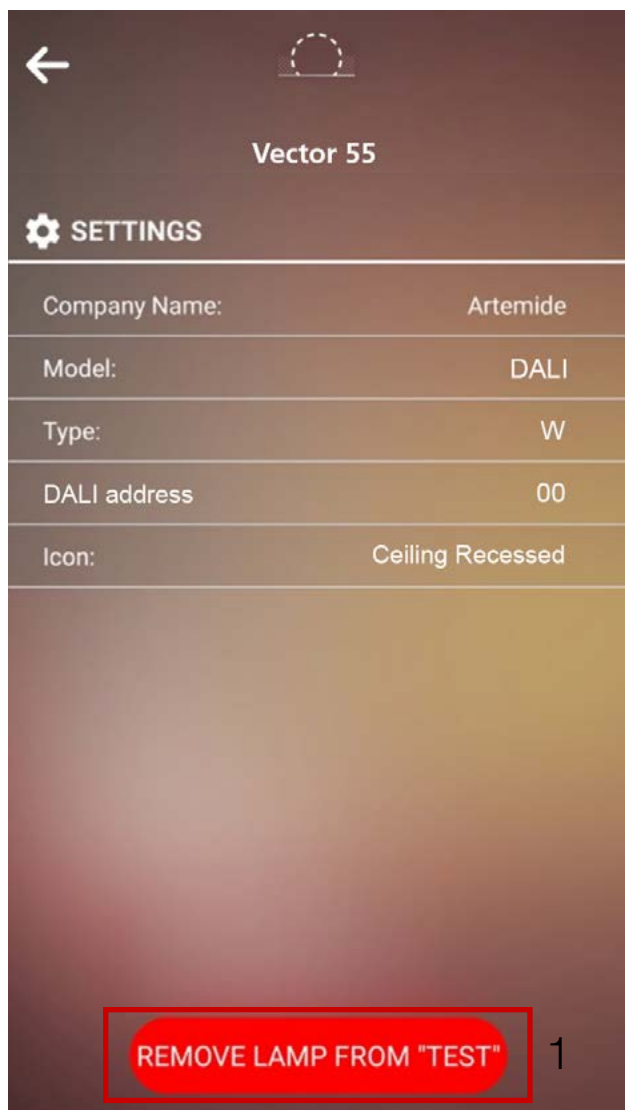 Vector 55
SETTINGS
Company Name: Artemide
Model: DALI
Type: W
DALI address 00
Icon: Ceiling Recessed
REMOVE LAMP FROM "TEST" 1